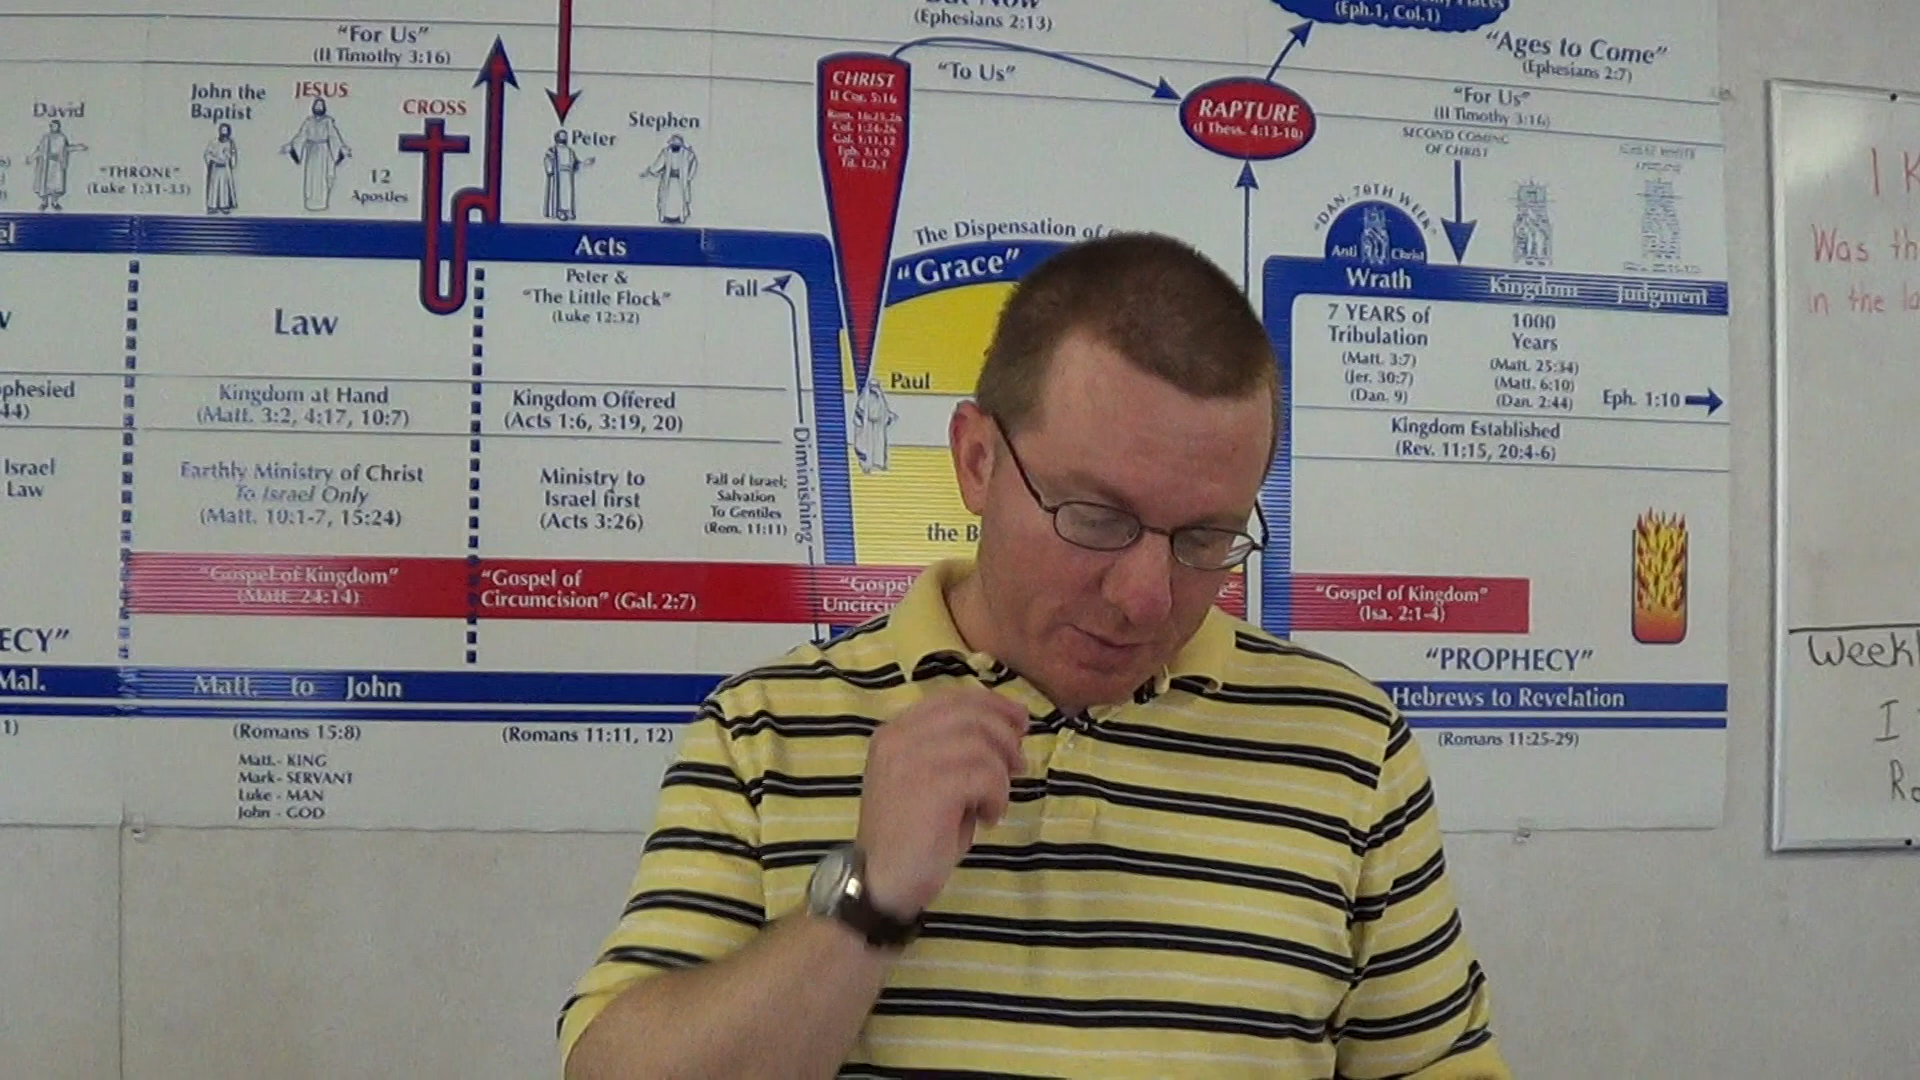 (Ephesians 2:13)
(Eph.1, Col.1)
"For Us"
(II Timothy 3:16)
"To Us"
"Ages to Come"
(Ephesians 2:7)
"For Us"
(II Timothy 3:16)
David
John the
Baptist
JESUS
CROSS
Peter
Stephen
CHRIST
II Cor. 5:16
RAPTURE
(I Thess. 4:13-18)
SECOND COMING
OF CHRIST
"THRONE"
(Luke 1:31-33)
12
Apostles
"DAN. 70TH WEEK"
Anti Christ
Acts
The Dispensation of
"Grace"
Wrath
Kingdom
Judgment
Law
Peter &
"The Little Flock"
(Luke 12:32)
Fall
7 YEARS of
Tribulation
(Matt. 3:7)
(Jer. 30:7)
(Dan. 9)
1000
Years
(Matt. 25:34)
(Matt. 6:10)
(Dan. 2:44)
Eph. 1:10
Paul
Kingdom at Hand
(Matt. 3:2, 4:17, 10:7)
Kingdom Offered
(Acts 1:6, 3:19, 20)
Kingdom Established
(Rev. 11:15, 20:4-6)
Diminishing
Israel
Law
Earthly Ministry of Christ
To Israel Only
(Matt. 10:1-7, 15:24)
Ministry to
Israel first
(Acts 3:26)
Fall of Israel;
Salvation
To Gentiles
(Rom. 11:11)
the B
"Gospel of Kingdom"
(Matt. 24:14)
"Gospel of
Circumcision" (Gal. 2:7)
"Gospel
Uncircu
"Gospel of Kingdom"
(Isa. 2:1-4)
ECY"
"PROPHECY"
Mal.
Matt. to John
Hebrews to Revelation
(Romans 15:8)
(Romans 11:11, 12)
(Romans 11:25-29)
Matt.- KING
Mark- SERVANT
Luke - MAN
John - GOD
I K
Was th
in the la
Weekl
I
Ro